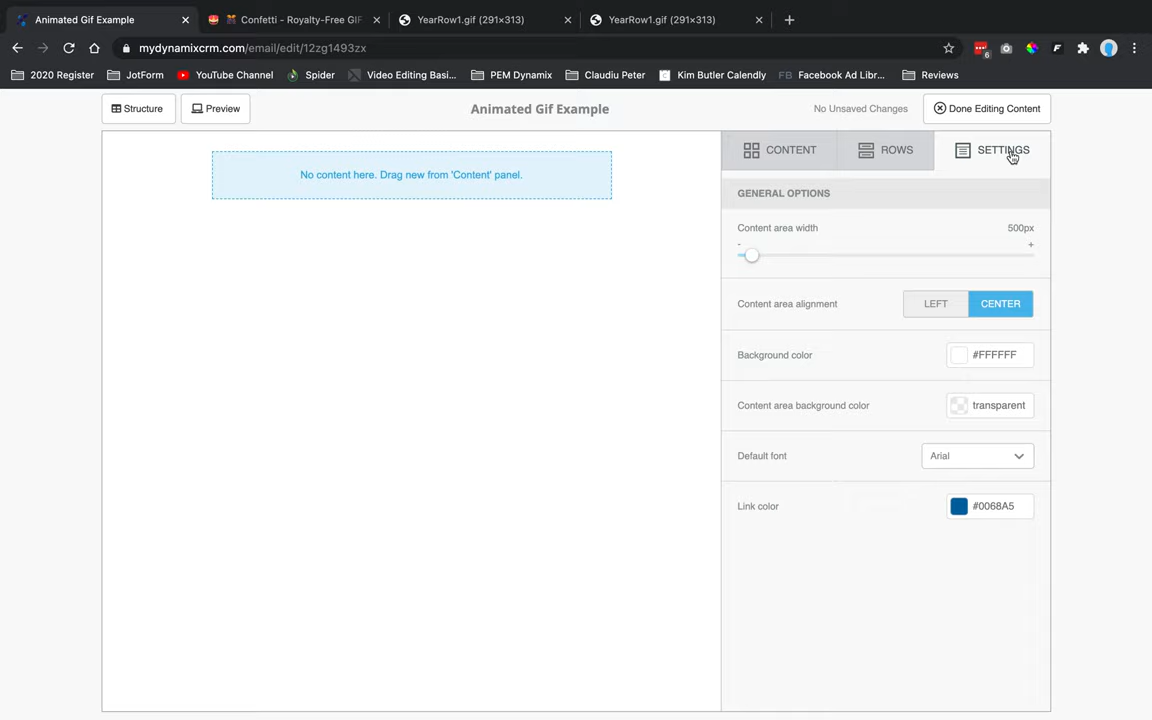 Animated Gif Example
Confetti - Royalty-Free GIF
YearRow1.gif (291×313)
YearRow1.gif (291×313)
mydynamixcrm.com/email/edit/12zg1493zx
6
2020 Register
JotForm
YouTube Channel
Spider
Video Editing Basi...
PEM Dynamix
Claudiu Peter
Kim Butler Calendly
FB Facebook Ad Libr...
Reviews
Structure
Preview
Animated Gif Example
No Unsaved Changes
Done Editing Content
No content here. Drag new from 'Content' panel.
CONTENT
ROWS
SETTINGS
GENERAL OPTIONS
Content area width
500px
- +
Content area alignment
LEFT
CENTER
Background color
#FFFFFF
Content area background color
transparent
Default font
Arial
Link color
#0068A5